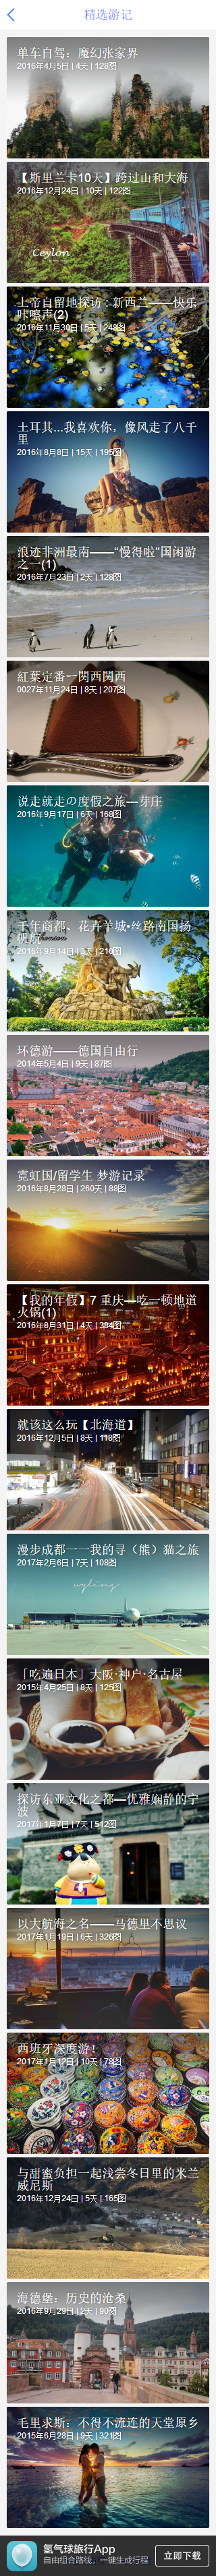 精选游记
单车自驾：魔幻张家界
2016年4月5日 | 4天 | 128图
【斯里兰卡10天】跨过山和大海
2016年12月24日 | 10天 | 122图
Ceylon
上帝自留地探访：新西兰——快乐
咔嚓声(2)
2016年11月30日 | 5天 | 248图
土耳其...我喜欢你，像风走了八千
里
2016年8月8日 | 15天 | 195图
浪迹非洲最南——“慢得啦”国闲游
之一(1)
2016年7月23日 | 2天 | 128图
紅葉定番一関西関西
0027年11月24日 | 8天 | 207图
说走就走の度假之旅---芽庄
2016年9月17日 | 6天 | 168图
千年商都、花卉羊城•丝路南国扬
帆航
2016年9月14日 | 3天 | 210图
环德游——德国自由行
2014年5月4日 | 9天 | 87图
霓虹国/留学生 梦游记录
2016年8月28日 | 260天 | 88图
【我的年假】7 重庆—吃一顿地道
火锅(1)
2016年8月31日 | 4天 | 384图
就该这么玩【北海道】
2016年12月5日 | 8天 | 118图
漫步成都一一我的寻（熊）猫之旅
2017年2月6日 | 7天 | 108图
「吃遍日本」大阪·神户·名古屋
2015年4月25日 | 8天 | 125图
探访东亚文化之都—优雅娴静的宁
波
2017年1月7日 | 7天 | 512图
以大航海之名——马德里不思议
2017年1月19日 | 6天 | 326图
西班牙深度游！
2017年1月12日 | 10天 | 79图
与甜蜜负担一起浅尝冬日里的米兰
威尼斯
2016年12月24日 | 5天 | 165图
海德堡：历史的沧桑
2016年9月29日 | 2天 | 90图
毛里求斯：不得不流连的天堂原乡
2015年6月28日 | 9天 | 321图
氢气球旅行App
自由组合路线，一键生成行程
立即下载